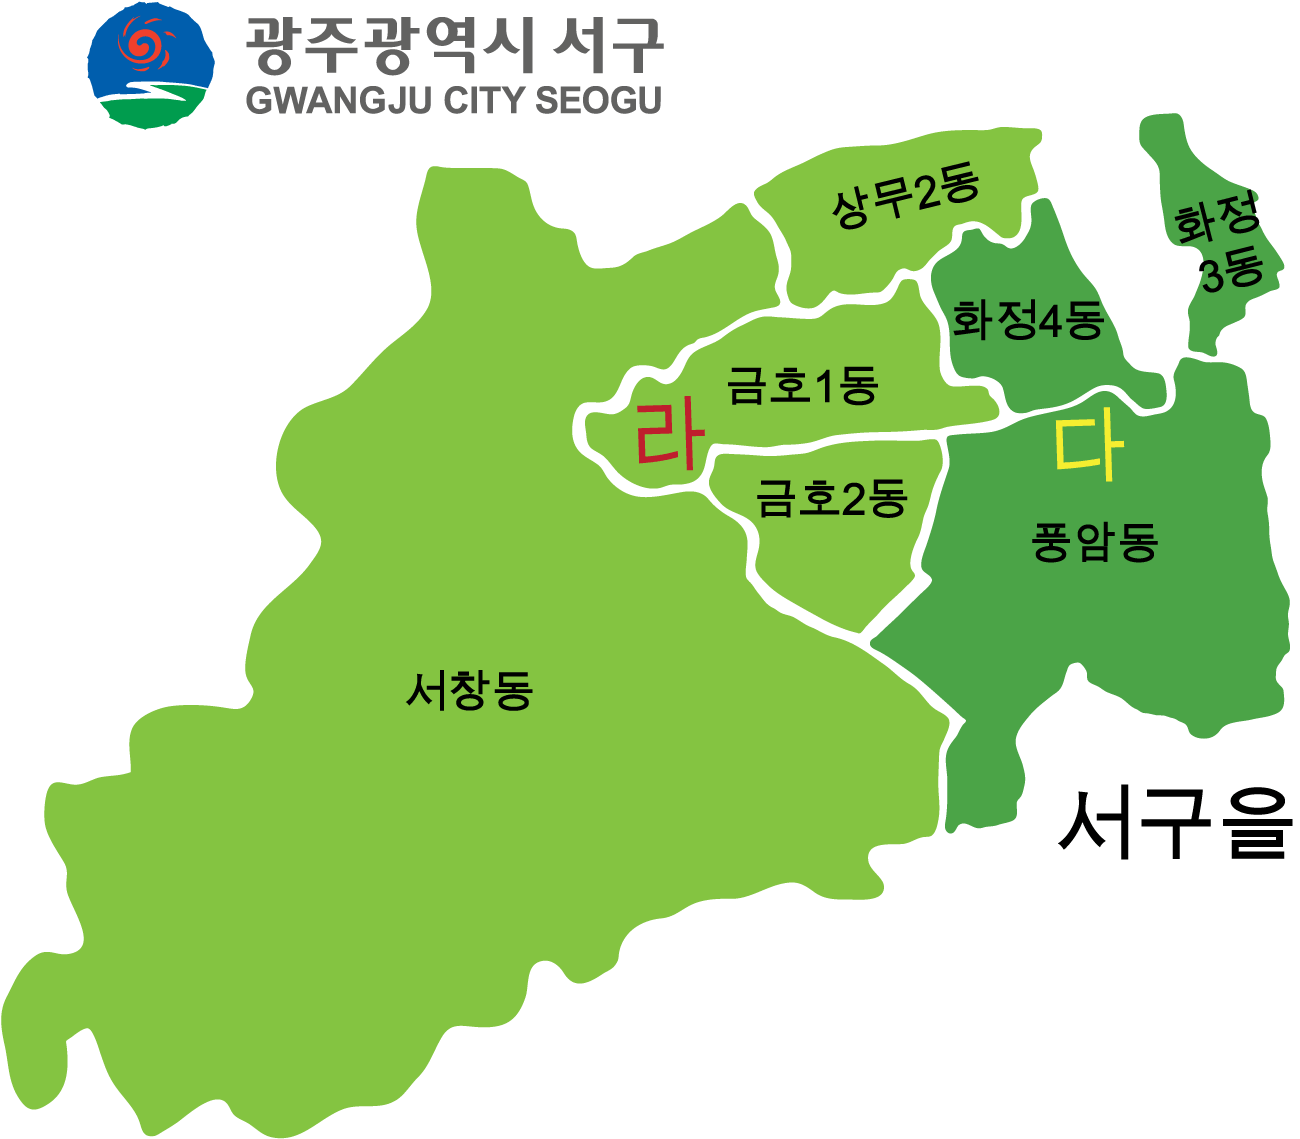 광주광역시 서구
GWANGJU CITY SEOGU
상무2동
화정
3동
화정4동
금호1동
라
다
금호2동
풍암동
서창동
서구을